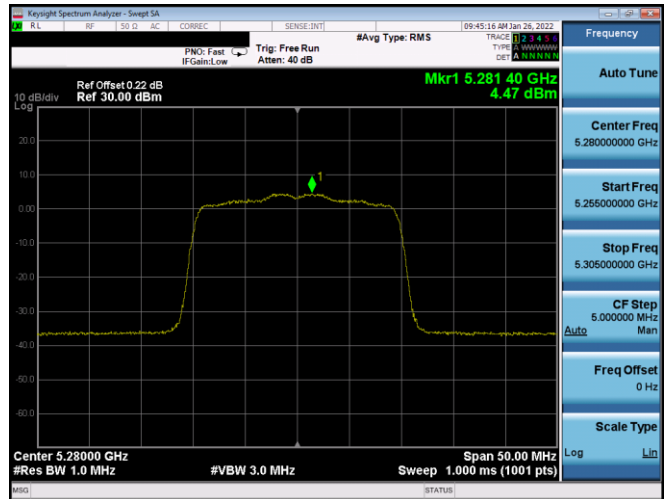 Keysight Spectrum Analyzer - Swept SA
RL RF 50 Ω AC CORREC SENSE:INT 09:45:16 AM Jan 26, 2022
#Avg Type: RMS
TRACE 1 2 3 4 5 6
TYPE A WWWWW
DET A NNNNN
PNO: Fast
IFGain:Low
Trig: Free Run
Atten: 40 dB
Frequency
Auto Tune
Mkr1 5.281 40 GHz
4.47 dBm
Ref Offset 0.22 dB
Ref 30.00 dBm
10 dB/div
Log
20.0
10.0
0.00
-10.0
-20.0
-30.0
-40.0
-50.0
-60.0
1
Center Freq
5.280000000 GHz
Start Freq
5.255000000 GHz
Stop Freq
5.305000000 GHz
CF Step
5.000000 MHz
Auto Man
Freq Offset
0 Hz
Scale Type
Log Lin
Center 5.28000 GHz
Span 50.00 MHz
#Res BW 1.0 MHz
#VBW 3.0 MHz
Sweep 1.000 ms (1001 pts)
MSG
STATUS